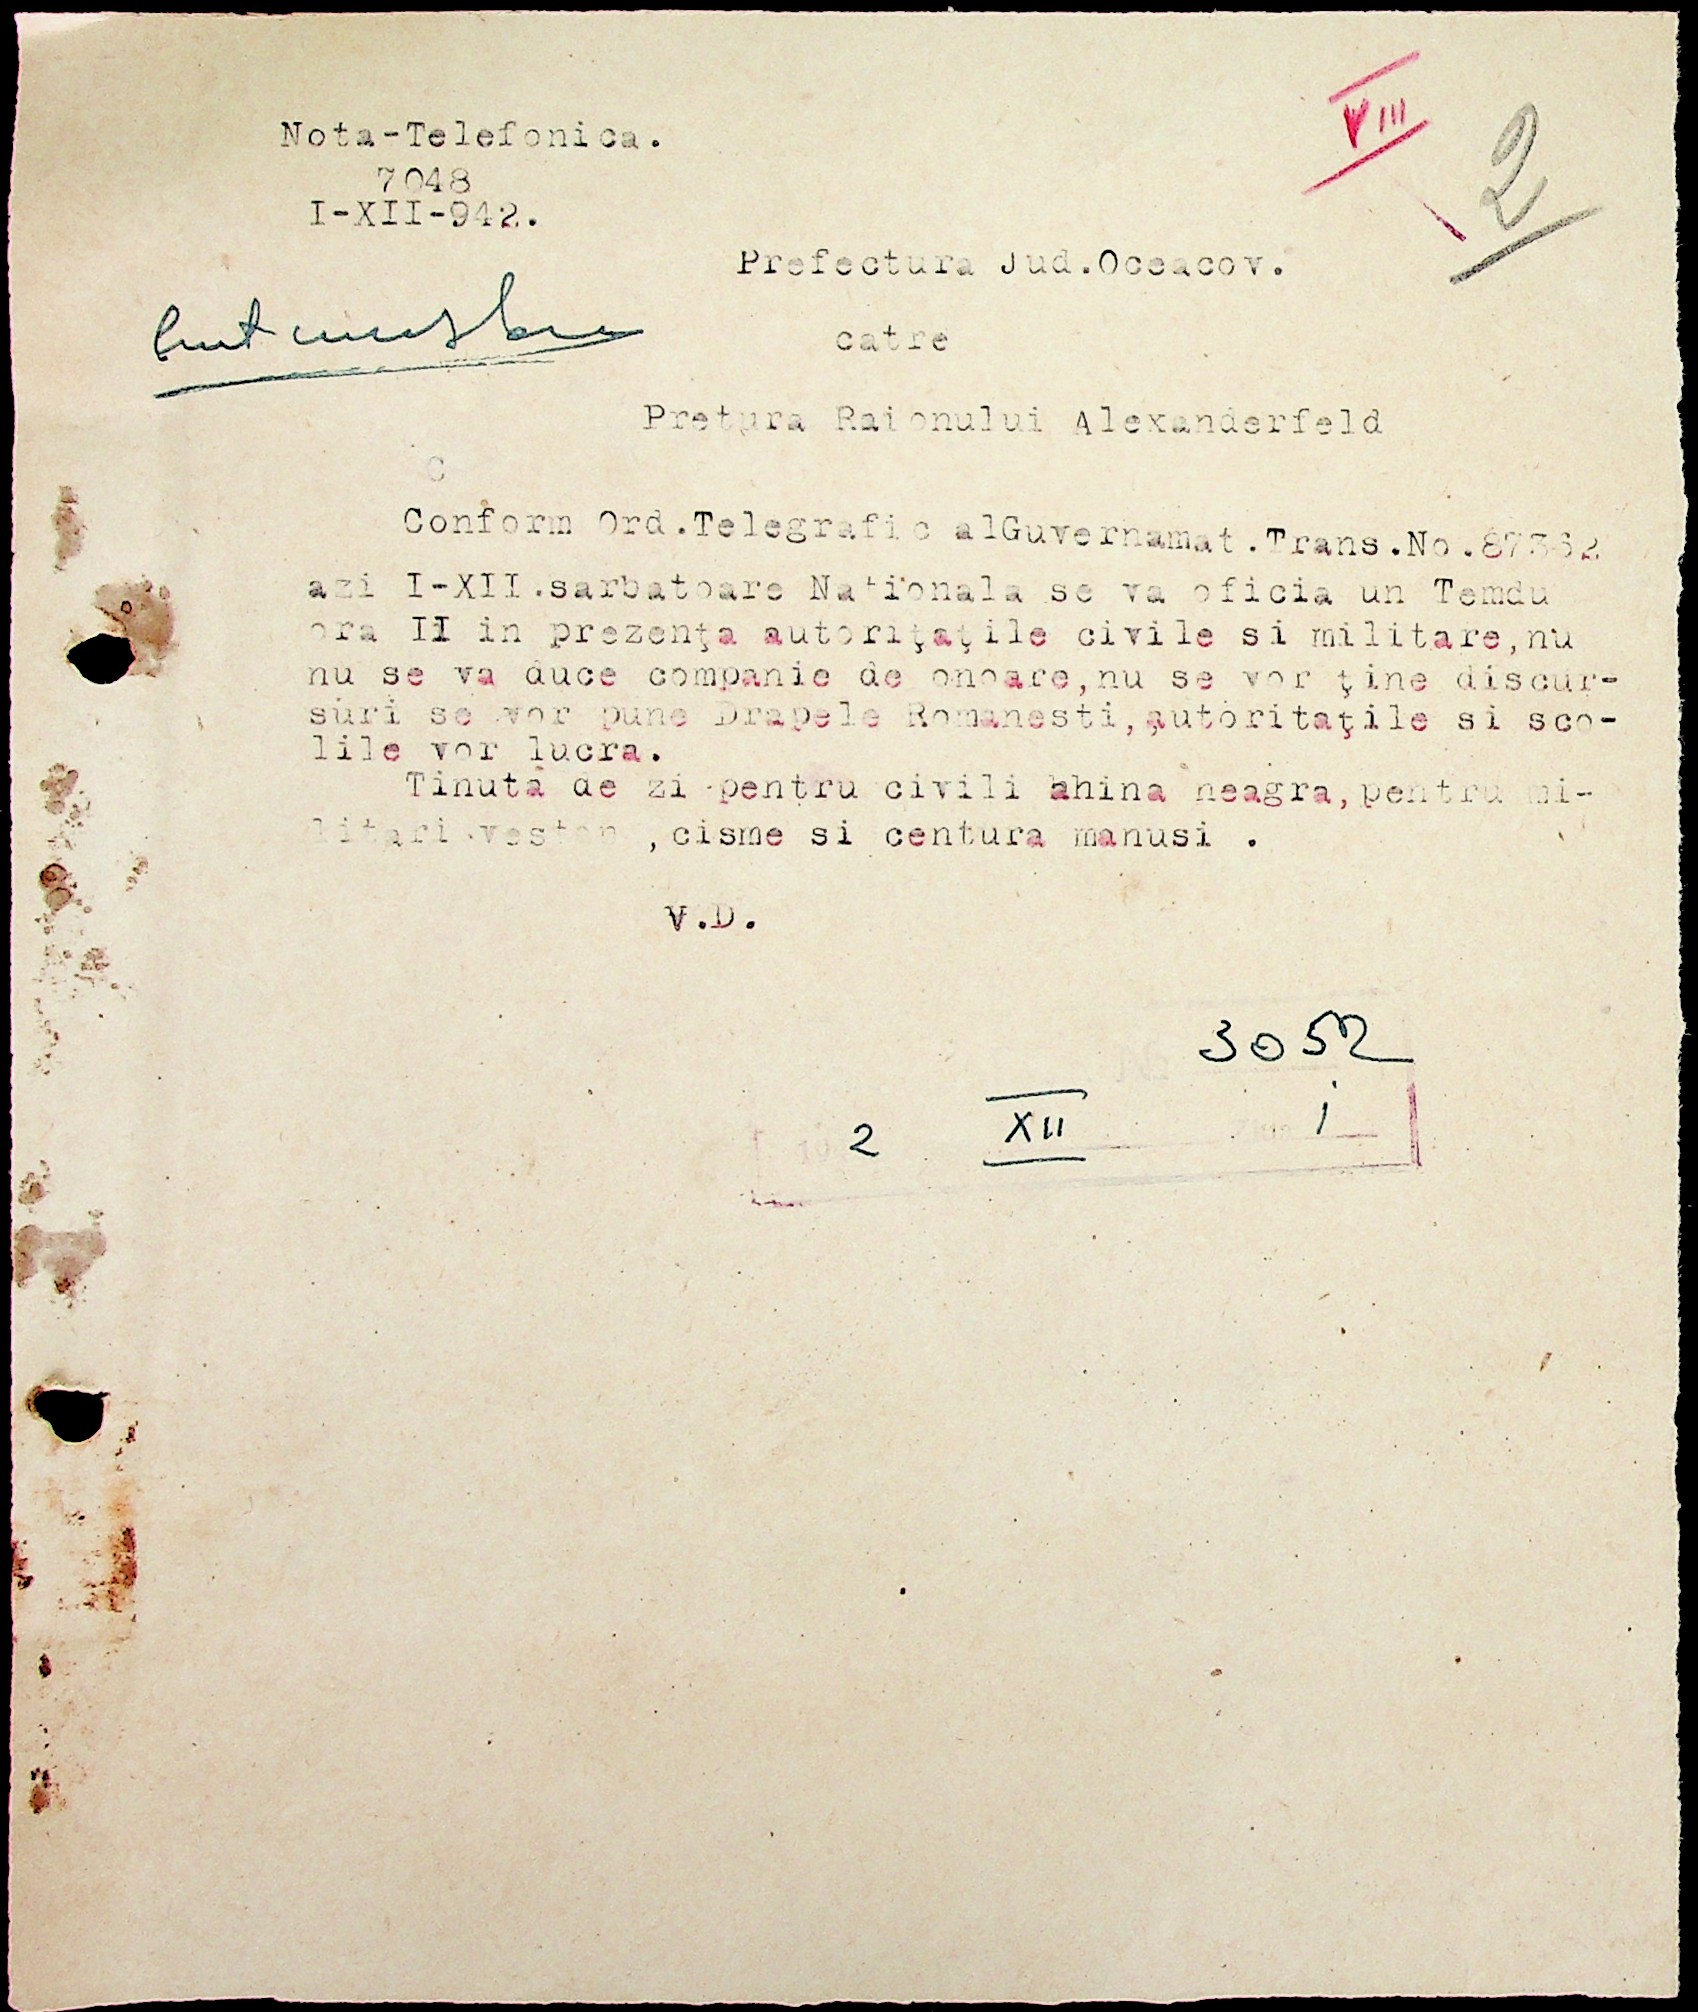 VIII
2
Nota-Telefonica.
7048
I-XII-942.
Prefectura Jud.Oceacov.
catre
Pretura Raionului Alexanderfeld
C
Conform Ord.Telegrafic alGuvernamat.Trans.No.87362
azi I-XII.sarbatoare Nationala se va oficia un Temdu
ora II in prezenţa autorıţaţile civile si militare,nu
nu se va duce companie de onoare,nu se vor ţine discur-
suri se vor pune Drapele Romanesti,autoritaţile si sco-
lile vor lucra.
Tinuta de zi pentru civili hhina neagra,pentru mi-
litari veston ,cisme si centura manusi .
V.D.
3052
2 XII i